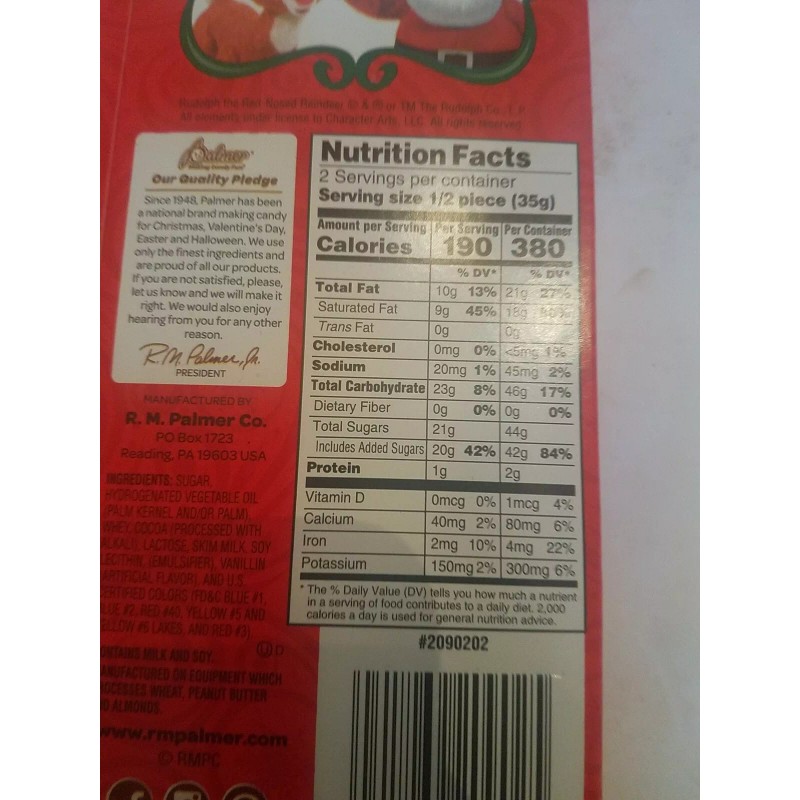 Rudolph the Red-Nosed Reindeer © & ® or TM The Rudolph Co., L.P.
All elements under license to Character Arts, LLC. All rights reserved.
Palmer
Our Quality Pledge
Since 1948, Palmer has been
a national brand making candy
for Christmas, Valentine's Day,
Easter and Halloween. We use
only the finest ingredients and
are proud of all our products.
If you are not satisfied, please,
let us know and we will make it
right. We would also enjoy
hearing from you for any other
reason.
R.M. Palmer, Jr.
PRESIDENT
MANUFACTURED BY
R. M. Palmer Co.
PO Box 1723
Reading, PA 19603 USA
INGREDIENTS: SUGAR,
HYDROGENATED VEGETABLE OIL
(PALM KERNEL AND/OR PALM),
WHEY, COCOA (PROCESSED WITH
ALKALI), LACTOSE, SKIM MILK, SOY
LECITHIN, (EMULSIFIER), VANILLIN
(ARTIFICIAL FLAVOR), AND U.S.
CERTIFIED COLORS (FD&C BLUE #1,
BLUE #2, RED #40, YELLOW #5 AND
YELLOW #6 LAKES, AND RED #3).
CONTAINS MILK AND SOY.
U D
MANUFACTURED ON EQUIPMENT WHICH
PROCESSES WHEAT, PEANUT BUTTER
AND ALMONDS.
www.rmpalmer.com
© RMPC
Nutrition Facts
2 Servings per container
Serving size 1/2 piece (35g)
Amount per Serving Per Serving Per Container
Calories 190 380
% DV* % DV*
Total Fat 10g 13% 21g 27%
Saturated Fat 9g 45% 18g
Trans Fat 0g 0g
Cholesterol 0mg 0% <5mg 1%
Sodium 20mg 1% 45mg 2%
Total Carbohydrate 23g 8% 46g 17%
Dietary Fiber 0g 0% 0g 0%
Total Sugars 21g 44g
Includes Added Sugars 20g 42% 42g 84%
Protein 1g 2g
Vitamin D 0mcg 0% 1mcg 4%
Calcium 40mg 2% 80mg 6%
Iron 2mg 10% 4mg 22%
Potassium 150mg 2% 300mg 6%
* The % Daily Value (DV) tells you how much a nutrient
in a serving of food contributes to a daily diet. 2,000
calories a day is used for general nutrition advice.
#2090202